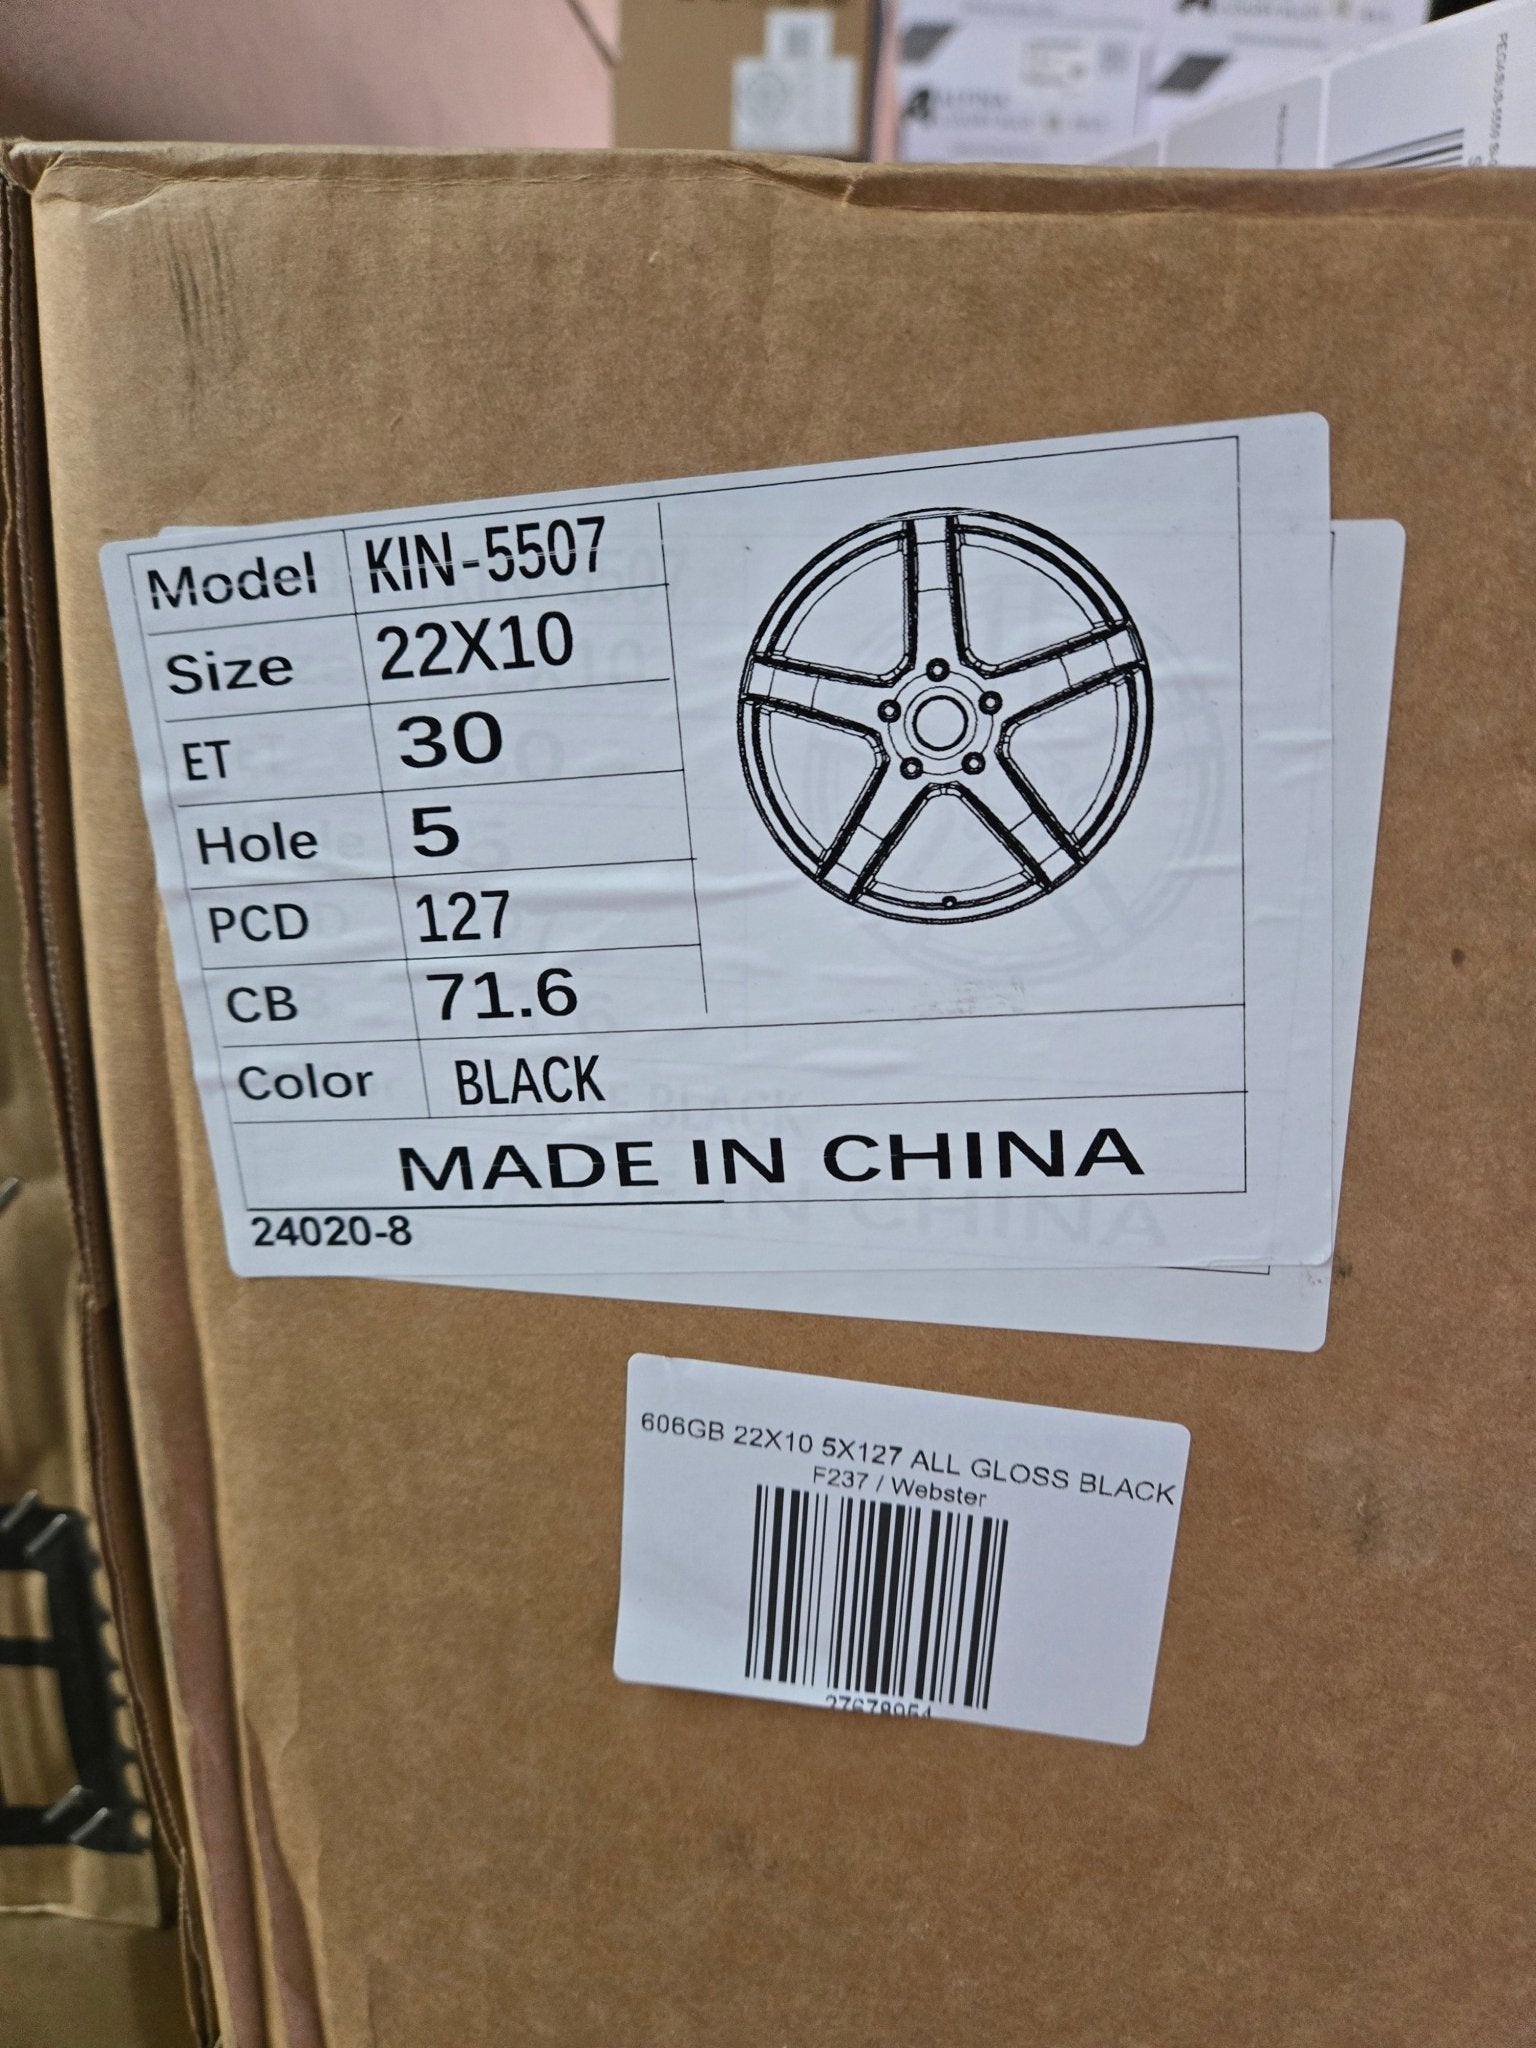 Model KIN-5507
Size 22X10
ET 30
Hole 5
PCD 127
CB 71.6
Color BLACK
MADE IN CHINA
24020-8
606GB 22X10 5X127 ALL GLOSS BLACK
F237 / Webster
27678954